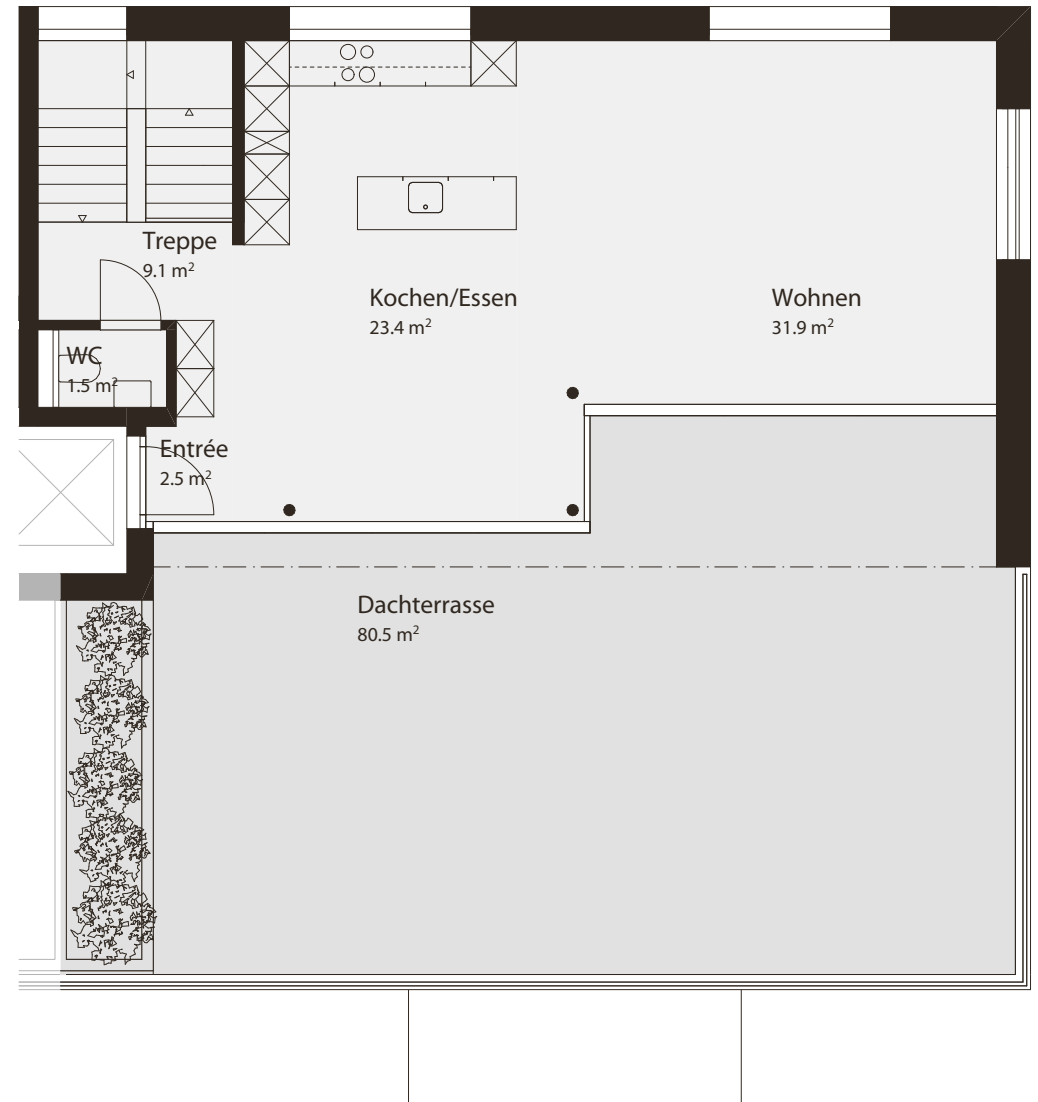 Treppe
9.1 m²
Kochen/Essen
23.4 m²
Wohnen
31.9 m²
WC
1.5 m²
Entrée
2.5 m²
Dachterrasse
80.5 m²